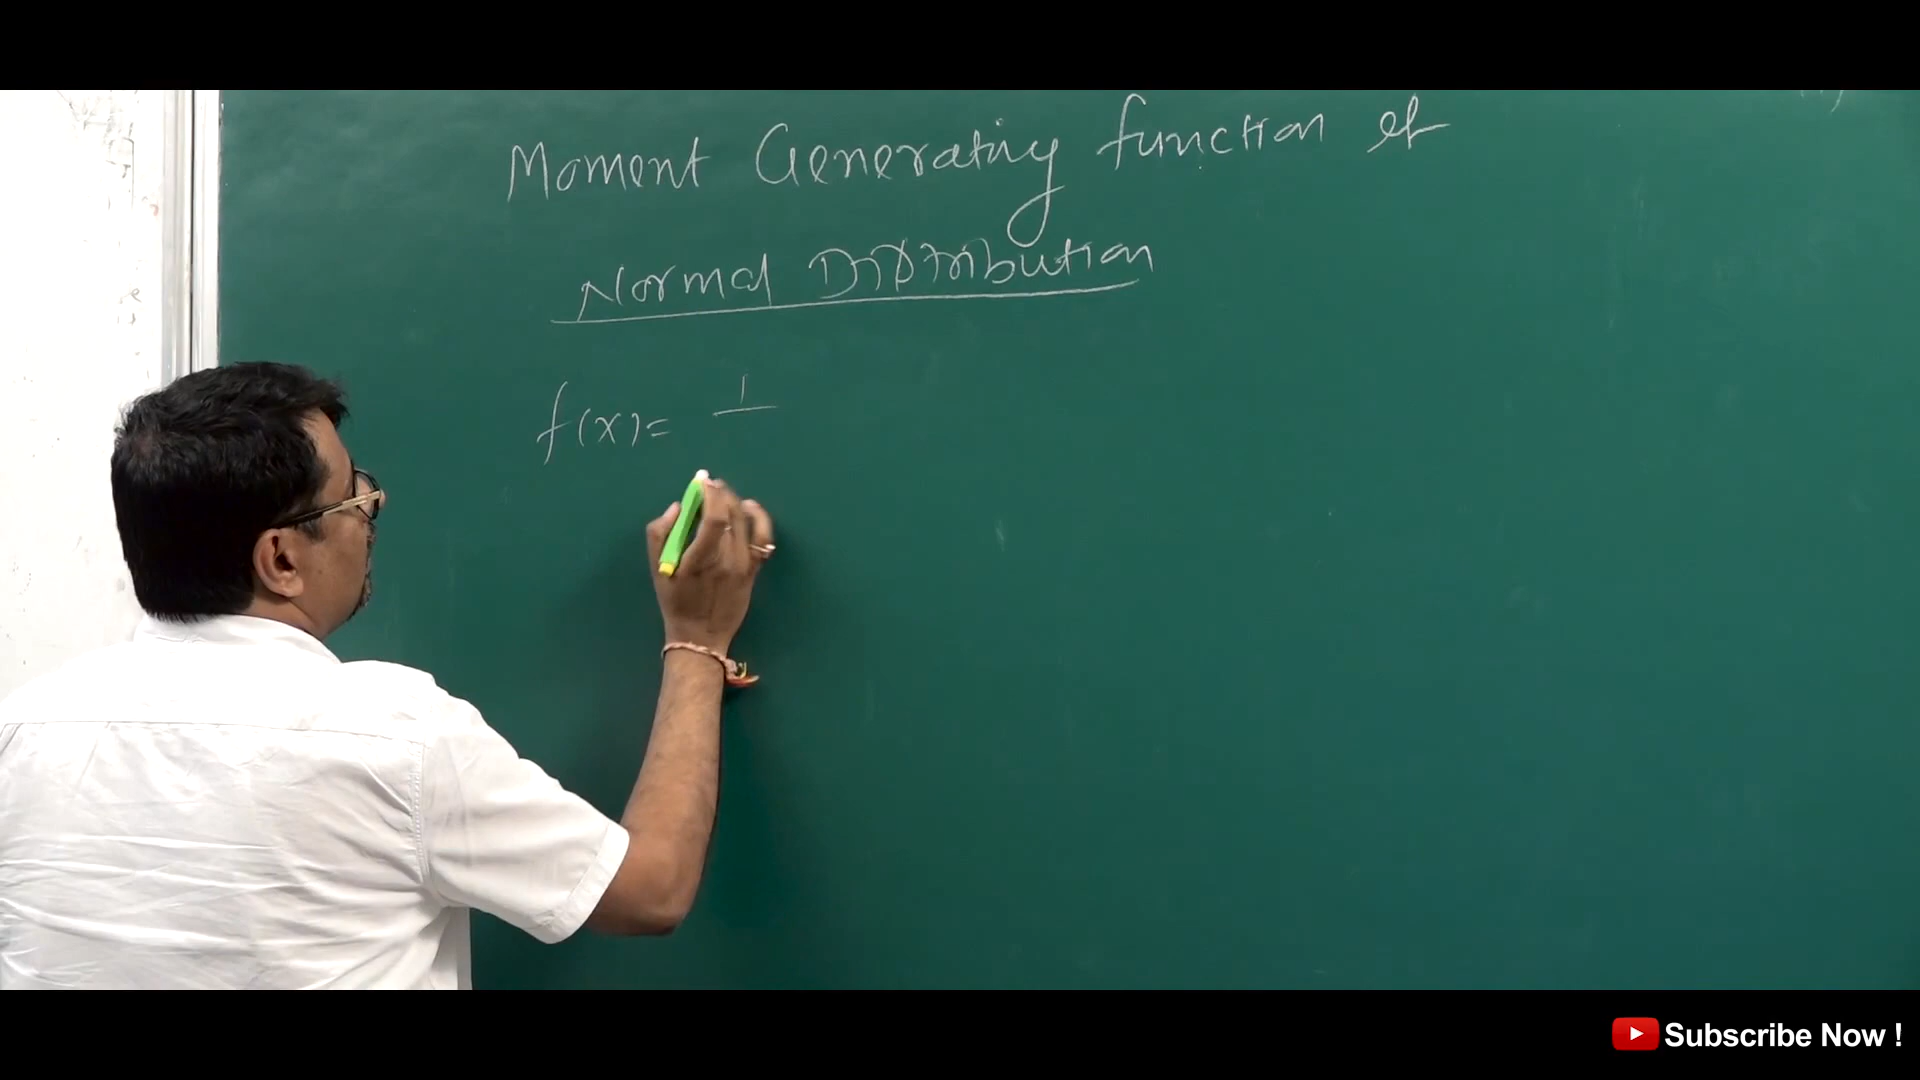 Moment Generating function of
Normal Distribution
f(x) = 1
Subscribe Now !